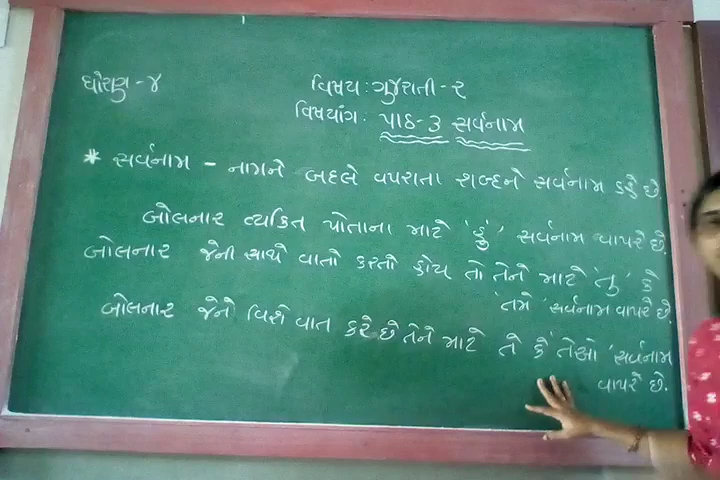 ધોરણ - ૪
વિષય : ગુજરાતી - ૨
વિષયાંગ : પાઠ - 3 સર્વનામ
* સર્વનામ - નામને બદલે વપરાતા શબ્દને સર્વનામ કહે છે.
બોલનાર વ્યક્તિ પોતાના માટે 'હું' સર્વનામ વાપરે છે.
બોલનાર જેની સાથે વાતો કરતો હોય તો તેને માટે 'તુ' કે
'તમે' સર્વનામ વાપરે છે.
બોલનાર જેને વિશે વાત કરે છે તેને માટે તે કે 'તેઓ' સર્વનામ
વાપરે છે.